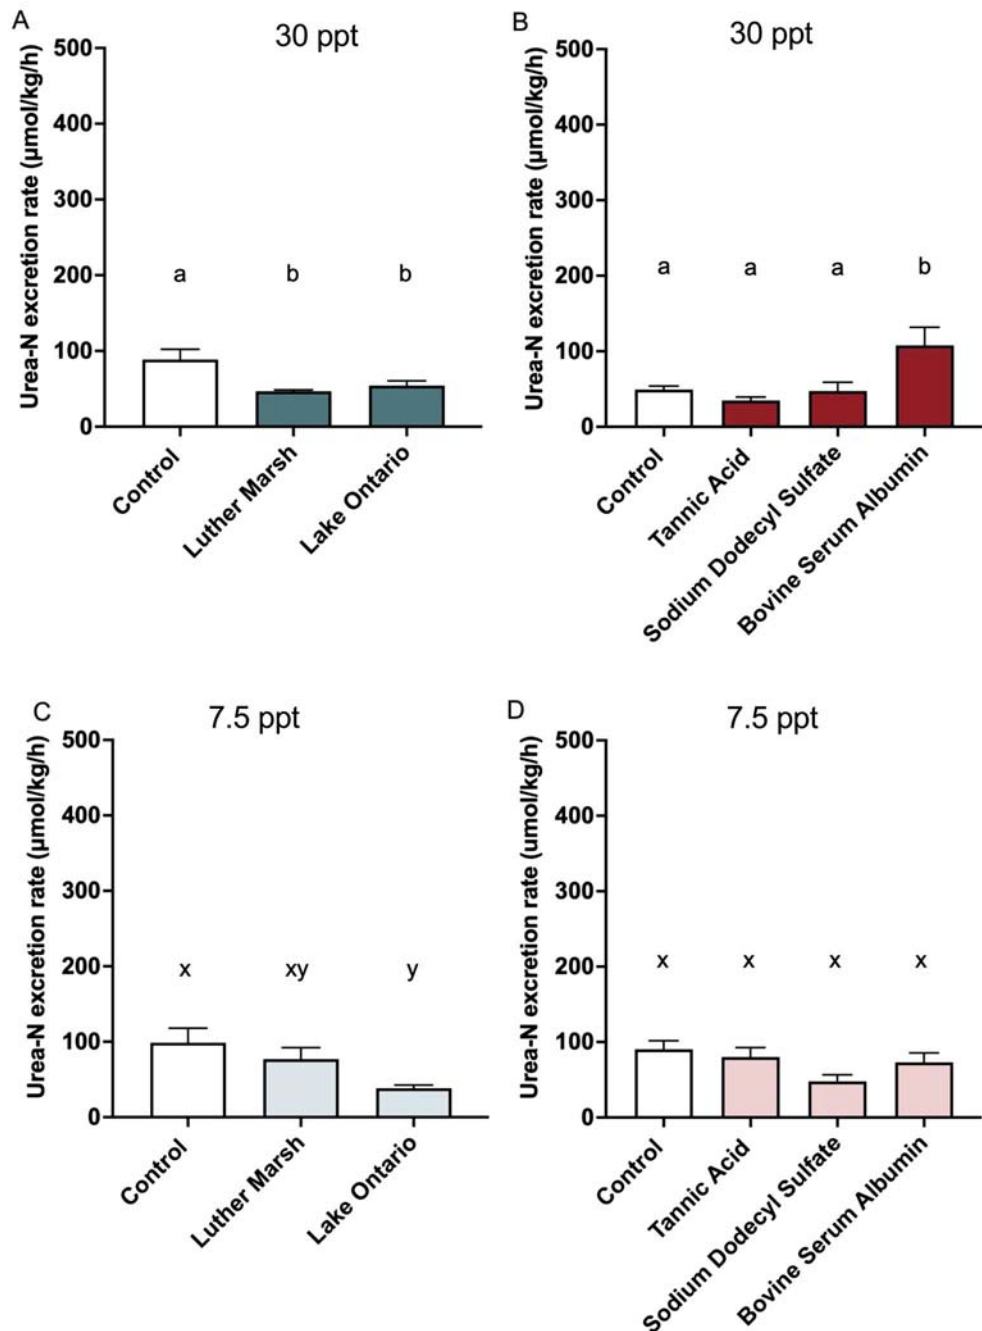 A
30 ppt
Urea-N excretion rate (µmol/kg/h)
500
400
300
200
100
0
a
b
b
Control
Luther Marsh
Lake Ontario
B
30 ppt
Urea-N excretion rate (µmol/kg/h)
500
400
300
200
100
0
a
a
a
b
Control
Tannic Acid
Sodium Dodecyl Sulfate
Bovine Serum Albumin
C
7.5 ppt
Urea-N excretion rate (µmol/kg/h)
500
400
300
200
100
0
x
xy
y
Control
Luther Marsh
Lake Ontario
D
7.5 ppt
Urea-N excretion rate (umol/kg/h)
500
400
300
200
100
0
x
x
x
x
Control
Tannic Acid
Sodium Dodecyl Sulfate
Bovine Serum Albumin